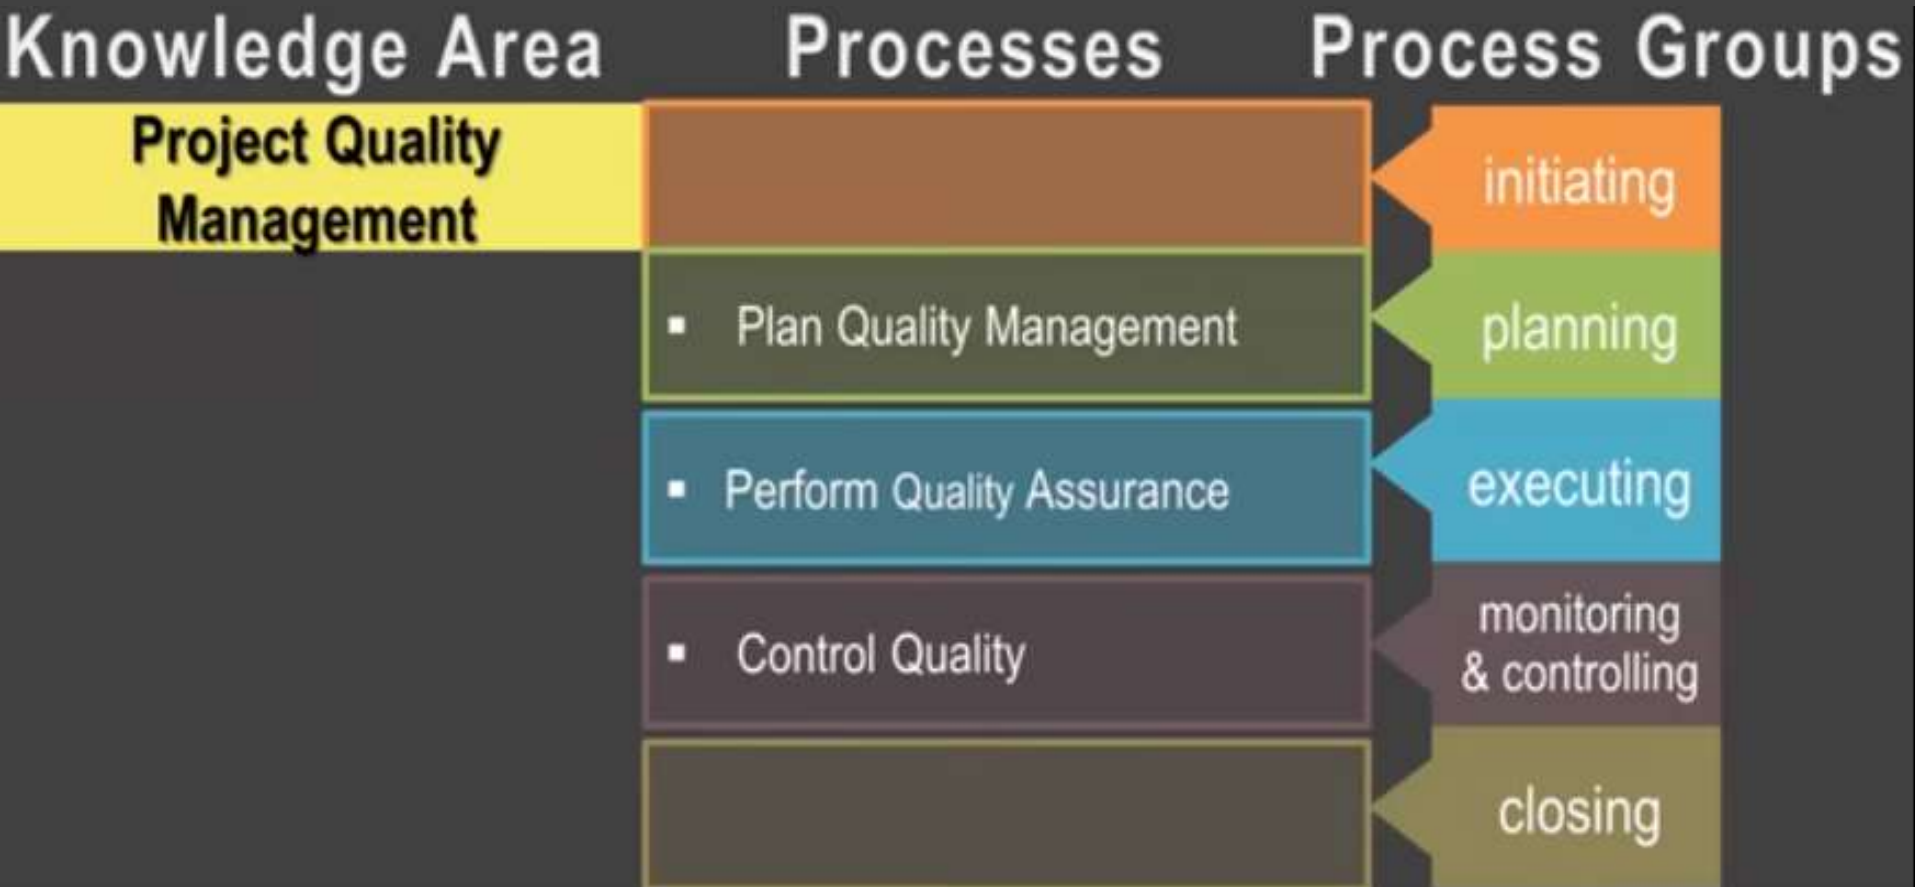 Knowledge Area Processes Process Groups
Project Quality
Management
initiating
▪ Plan Quality Management planning
▪ Perform Quality Assurance executing
▪ Control Quality
monitoring
& controlling
closing